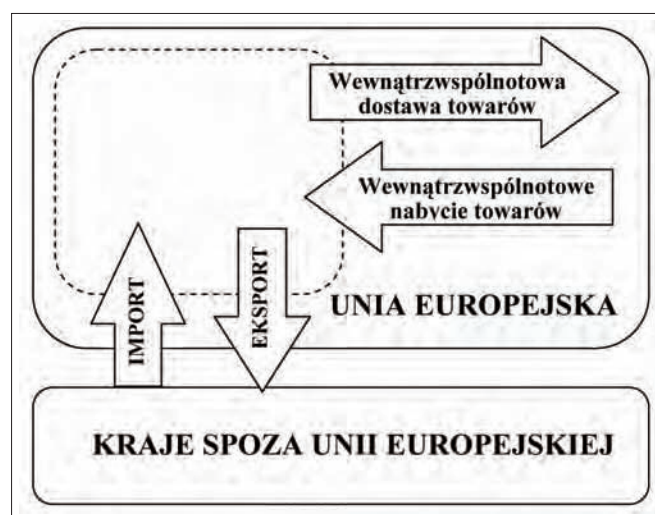 Wewnątrzwspólnotowa
dostawa towarów
Wewnątrzwspólnotowe
nabycie towarów
IMPORT
EKSPORT
UNIA EUROPEJSKA
KRAJE SPOZA UNII EUROPEJSKIEJ